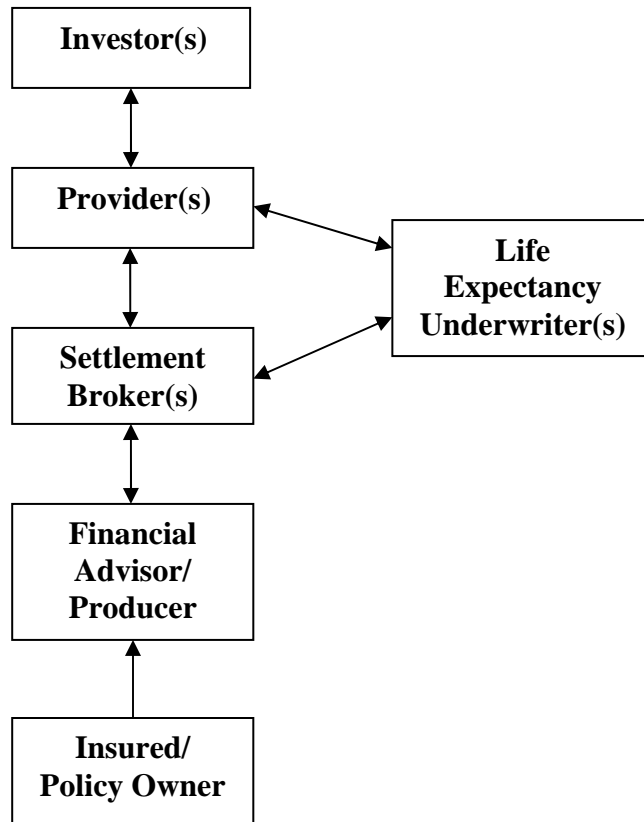 Investor(s)
Provider(s)
Life
Expectancy
Underwriter(s)
Settlement
Broker(s)
Financial
Advisor/
Producer
Insured/
Policy Owner